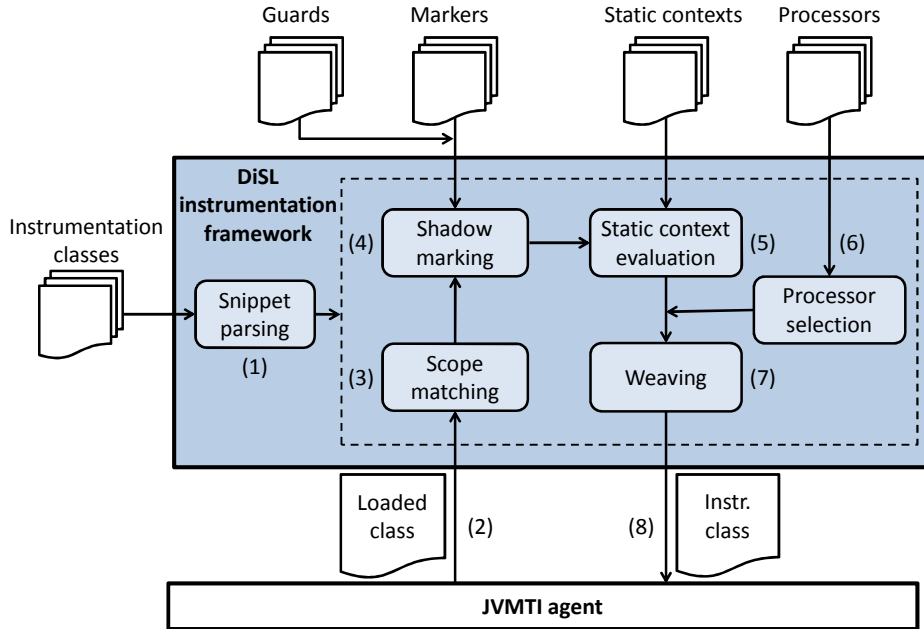 Guards
Markers
Static contexts
Processors
DiSL
instrumentation
framework
Instrumentation
classes
(4)
Shadow
marking
Static context
evaluation
(5)
(6)
Snippet
parsing
(1)
Processor
selection
(3)
Scope
matching
Weaving
(7)
Loaded
class
(2)
(8)
Instr.
class
JVMTI agent